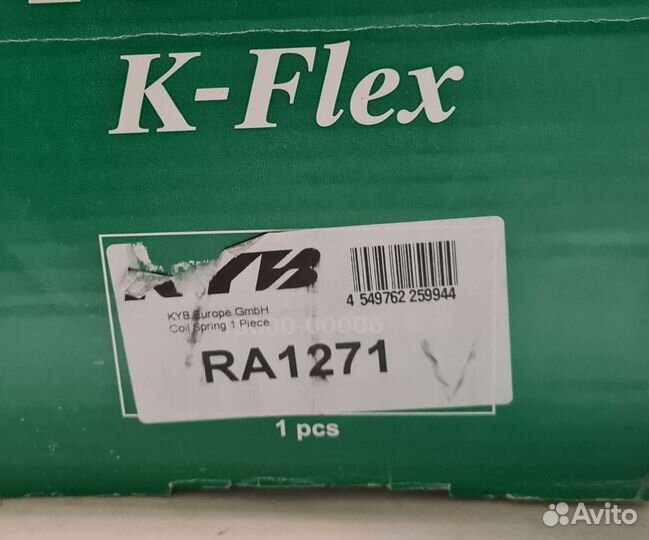 K-Flex
KYB
4 549762 259944
KYB Europe GmbH
Coil Spring 1 Piece
RA1271
1 pcs
Avito